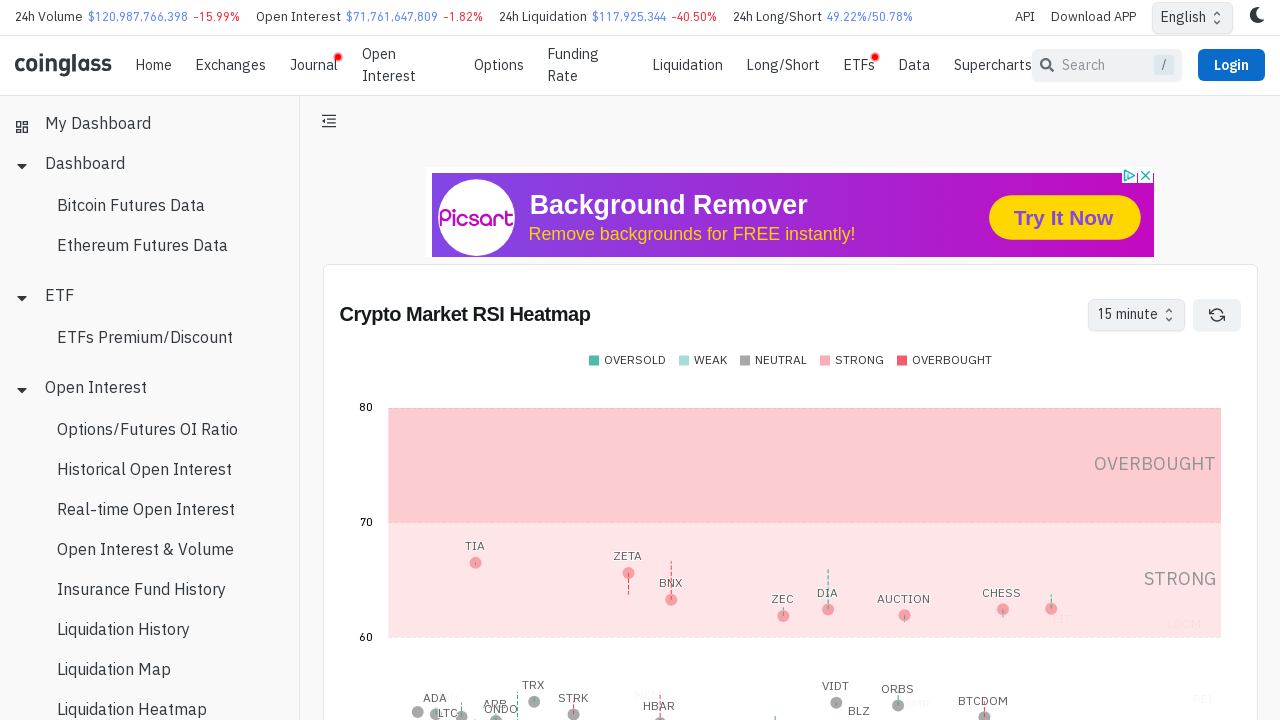 24h Volume $120,987,766,398 -15.99% Open Interest $71,761,647,809 -1.82% 24h Liquidation $117,925,344 -40.50% 24h Long/Short 49.22%/50.78% API Download APP English
coinglass Home Exchanges Journal Open Interest Options Funding Rate Liquidation Long/Short ETFs Data Supercharts Search / Login
My Dashboard
Dashboard
Bitcoin Futures Data
Ethereum Futures Data
ETF
ETFs Premium/Discount
Open Interest
Options/Futures OI Ratio
Historical Open Interest
Real-time Open Interest
Open Interest & Volume
Insurance Fund History
Liquidation History
Liquidation Map
Liquidation Heatmap
Picsart
Background Remover
Remove backgrounds for FREE instantly!
Try It Now
Crypto Market RSI Heatmap
15 minute
OVERSOLD WEAK NEUTRAL STRONG OVERBOUGHT
80
OVERBOUGHT
70
TIA
ZETA
BNX
STRONG
ZEC DIA AUCTION CHESS
60
TRX
VIDT
ORBS
ADA
STRK
BTCDOM
HBAR
LTC
BLZ